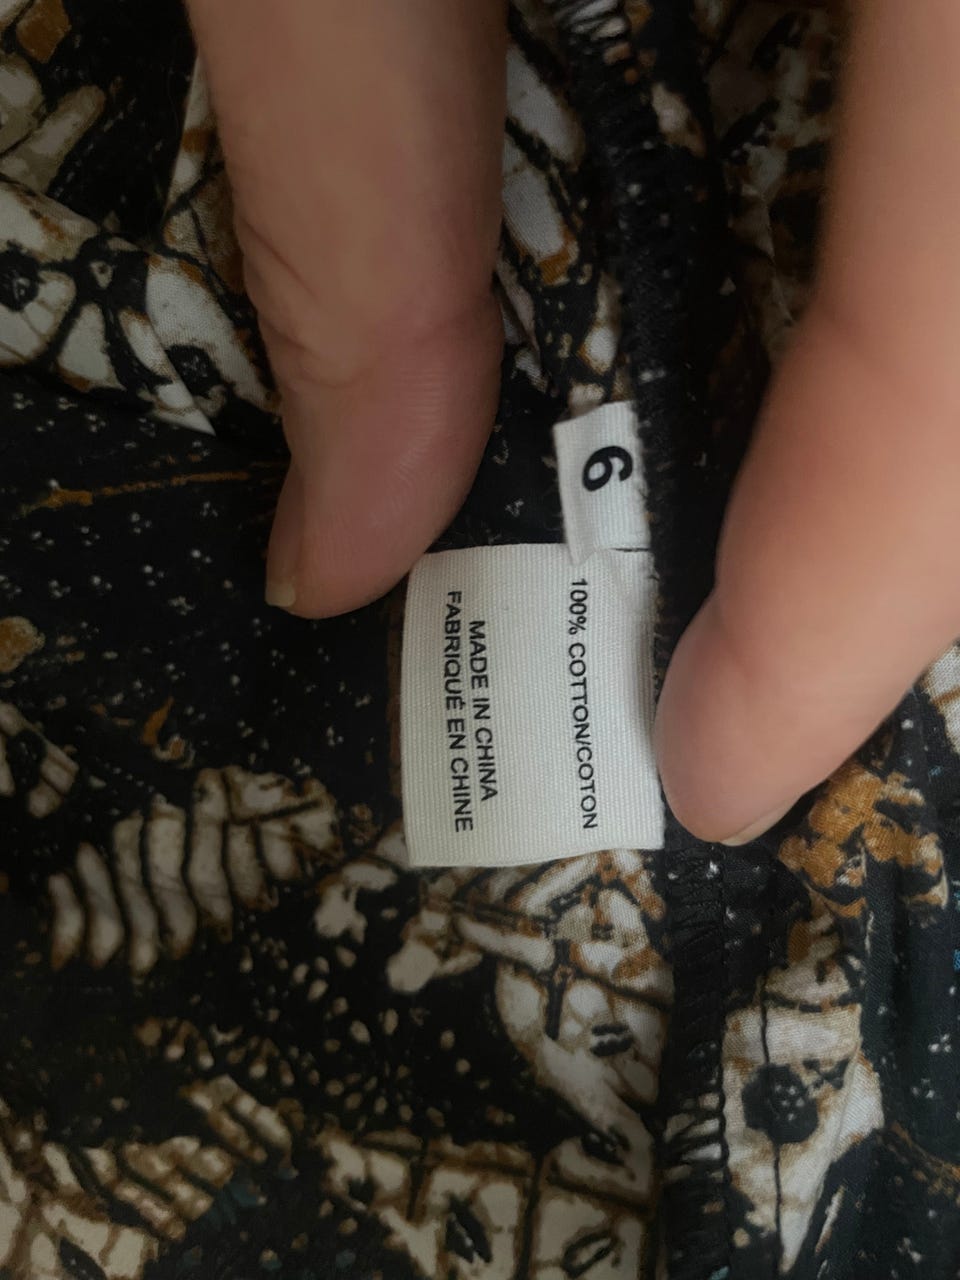 6
100% COTTON/COTON
MADE IN CHINA
FABRIQUÉ EN CHINE